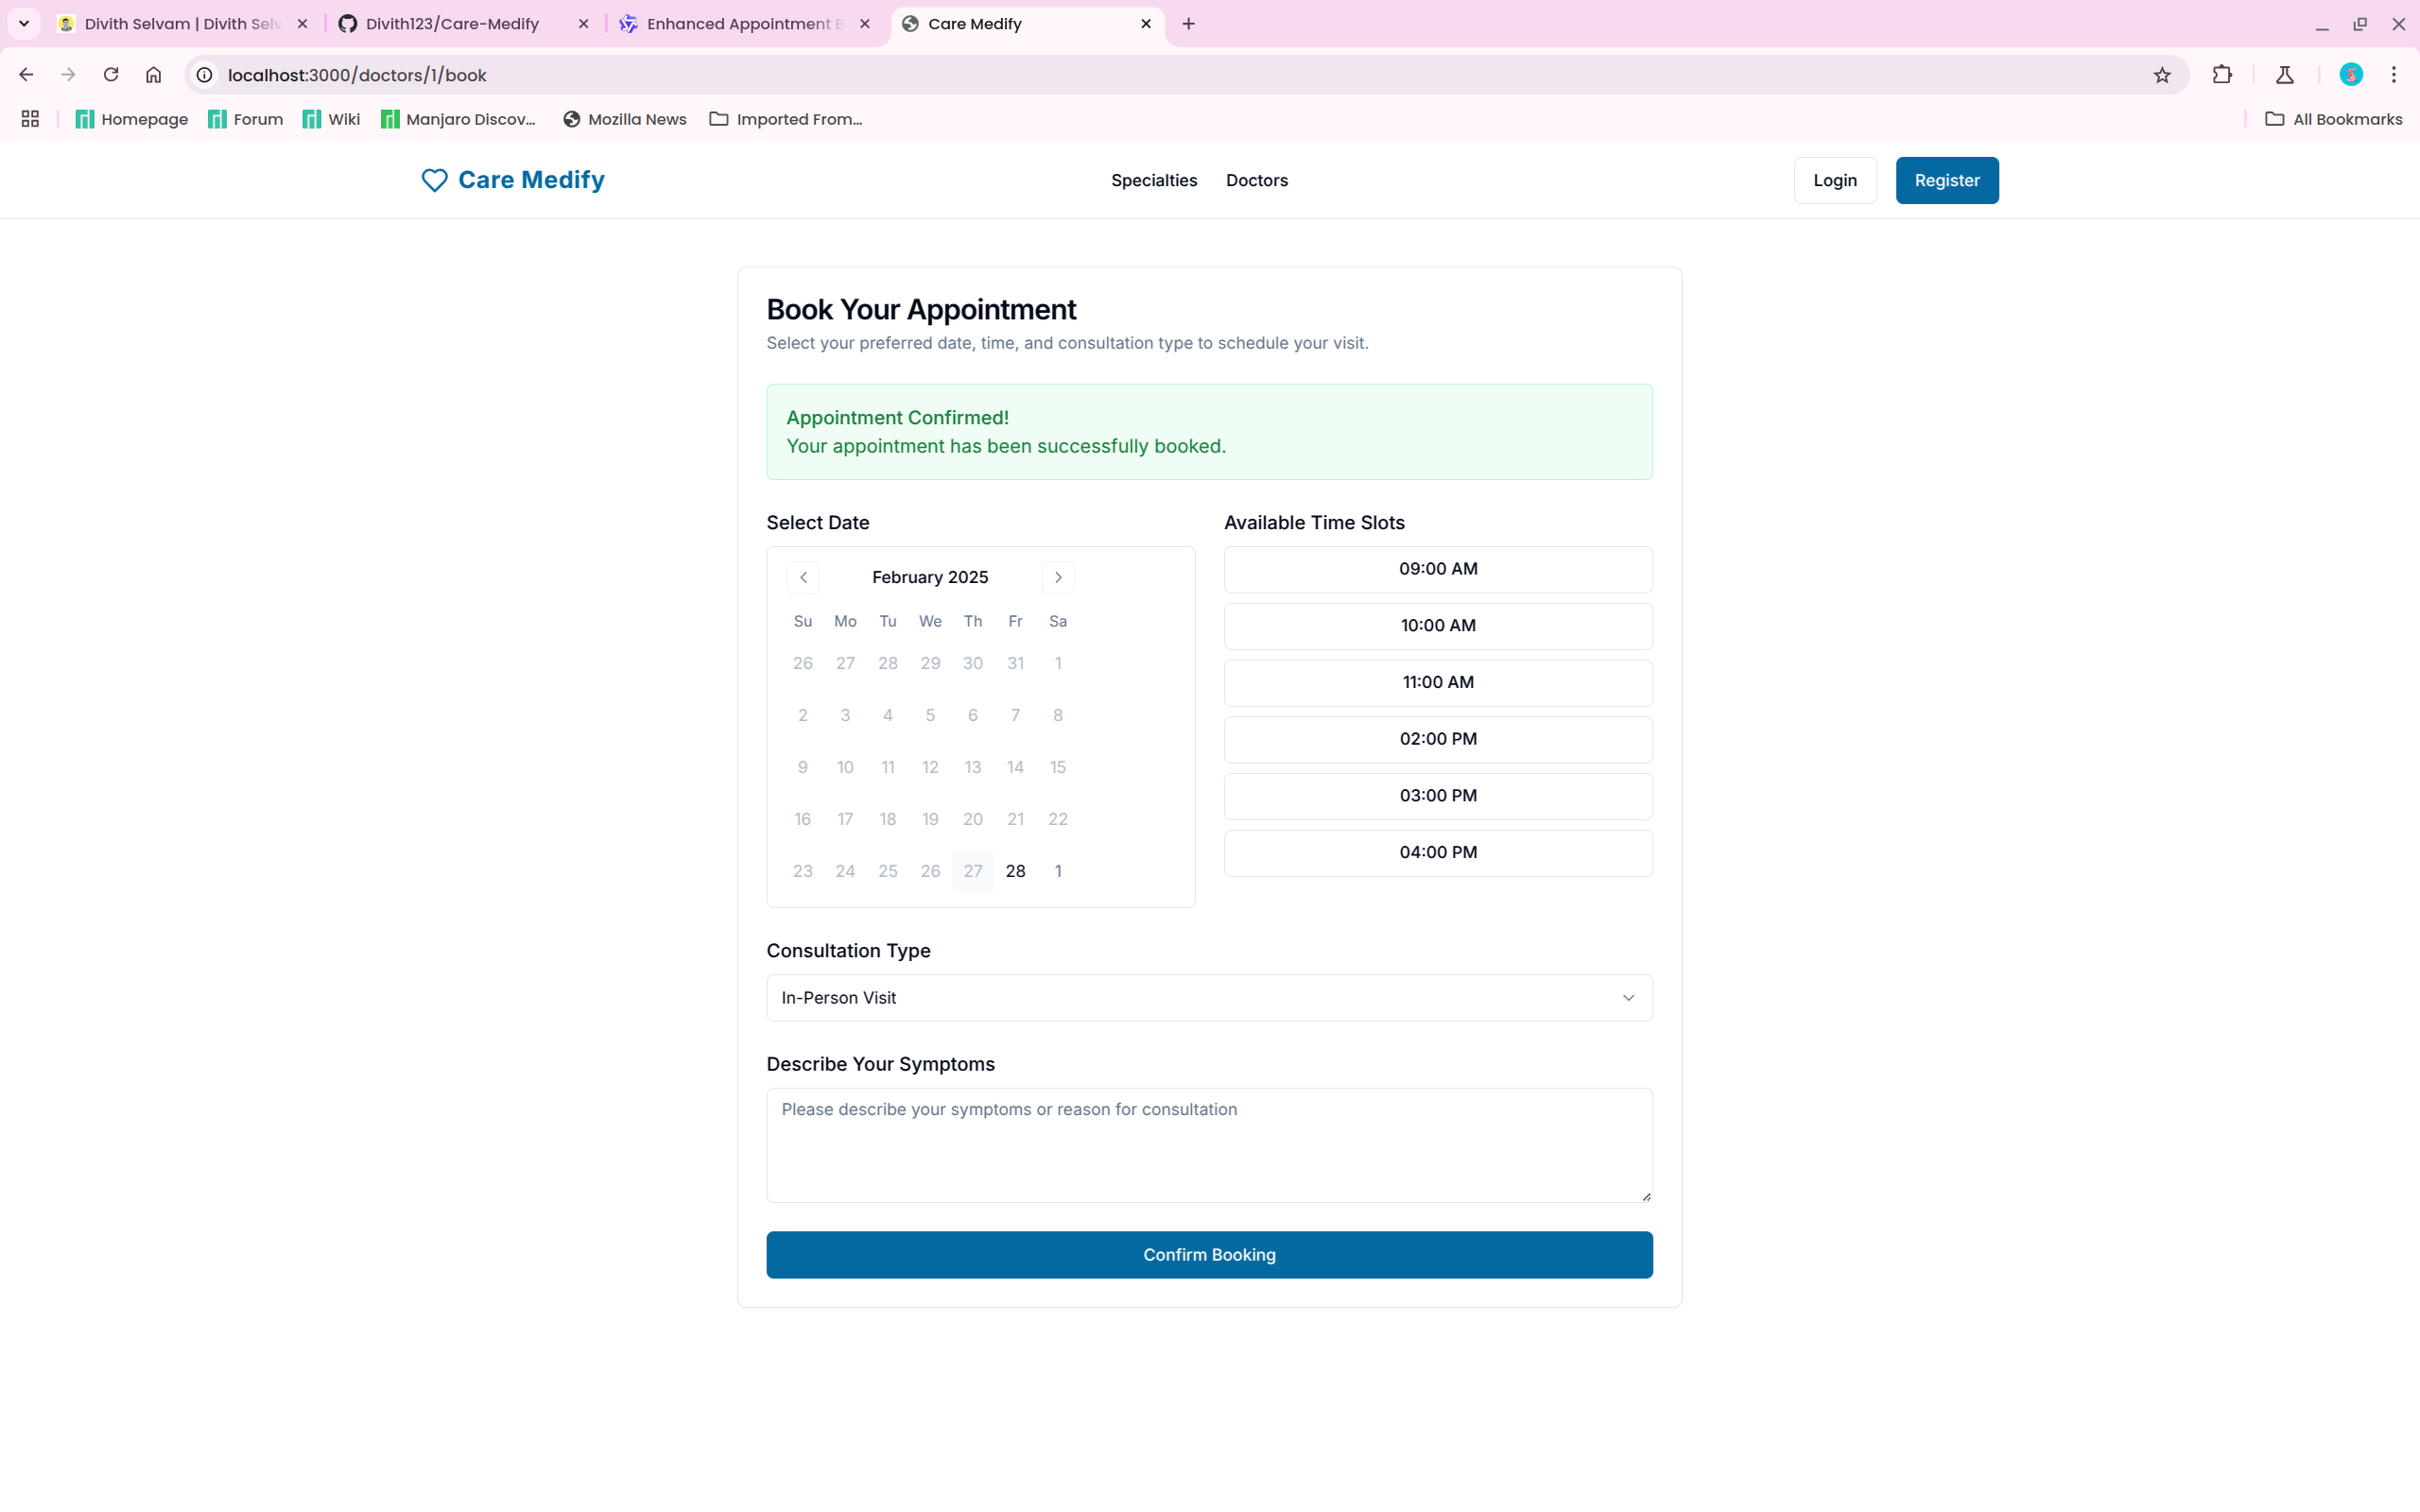 Divith Selvam | Divith Selv
Divith123/Care-Medify
Enhanced Appointment B
Care Medify
localhost:3000/doctors/1/book
Homepage
Forum
Wiki
Manjaro Discov...
Mozilla News
Imported From...
All Bookmarks
Care Medify
Specialties
Doctors
Login
Register
Book Your Appointment
Select your preferred date, time, and consultation type to schedule your visit.
Appointment Confirmed!
Your appointment has been successfully booked.
Select Date
February 2025
Su Mo Tu We Th Fr Sa
26 27 28 29 30 31 1
2 3 4 5 6 7 8
9 10 11 12 13 14 15
16 17 18 19 20 21 22
23 24 25 26 27 28 1
Available Time Slots
09:00 AM
10:00 AM
11:00 AM
02:00 PM
03:00 PM
04:00 PM
Consultation Type
In-Person Visit
Describe Your Symptoms
Please describe your symptoms or reason for consultation
Confirm Booking